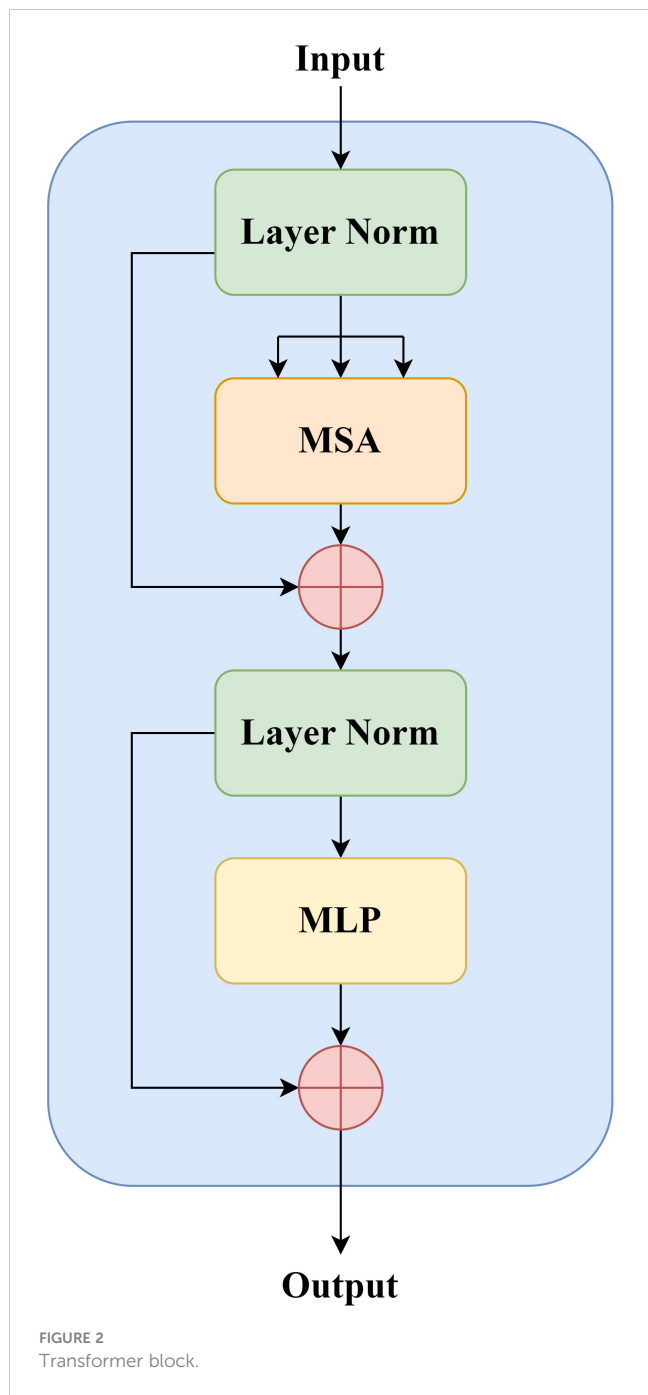 Input
Layer Norm
MSA
Layer Norm
MLP
Output
FIGURE 2
Transformer block.